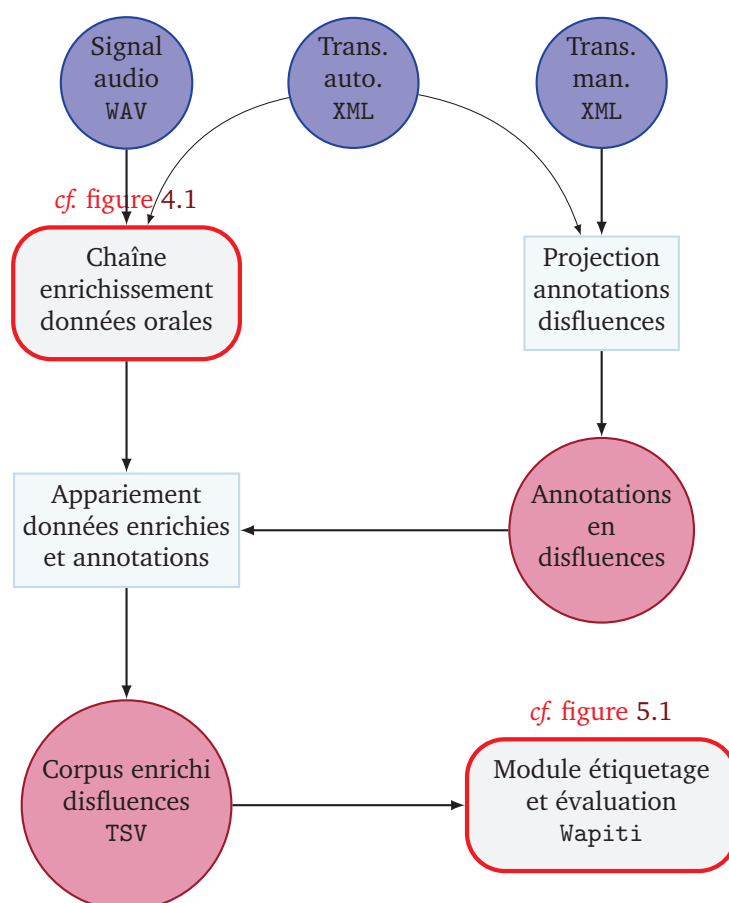 Signal
audio
WAV
Trans.
auto.
XML
Trans.
man.
XML
cf. figure 4.1
Chaîne
enrichissement
données orales
Projection
annotations
disfluences
Appariement
données enrichies
et annotations
Annotations
en
disfluences
Corpus enrichi
disfluences
TSV
cf. figure 5.1
Module étiquetage
et évaluation
Wapiti